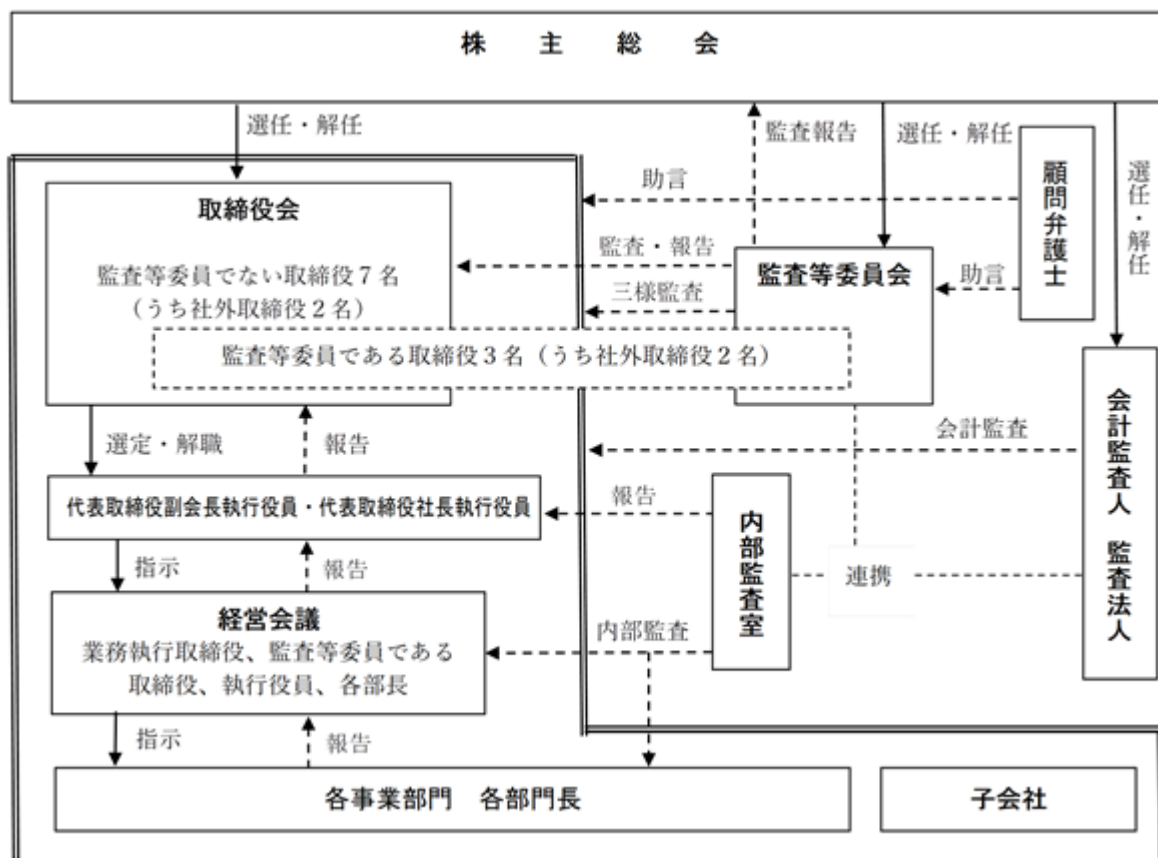 株主総会
選任・解任
監査報告
選任・解任
選任・解任
顧問弁護士
助言
取締役会
監査等委員でない取締役7名
（うち社外取締役2名）
監査・報告
監査等委員会
助言
三様監査
監査等委員である取締役3名（うち社外取締役2名）
選定・解職
報告
会計監査
会計監査人　監査法人
代表取締役副会長執行役員・代表取締役社長執行役員
報告
内部監査室
連携
指示
報告
経営会議
業務執行取締役、監査等委員である
取締役、執行役員、各部長
内部監査
指示
報告
各事業部門　各部門長
子会社